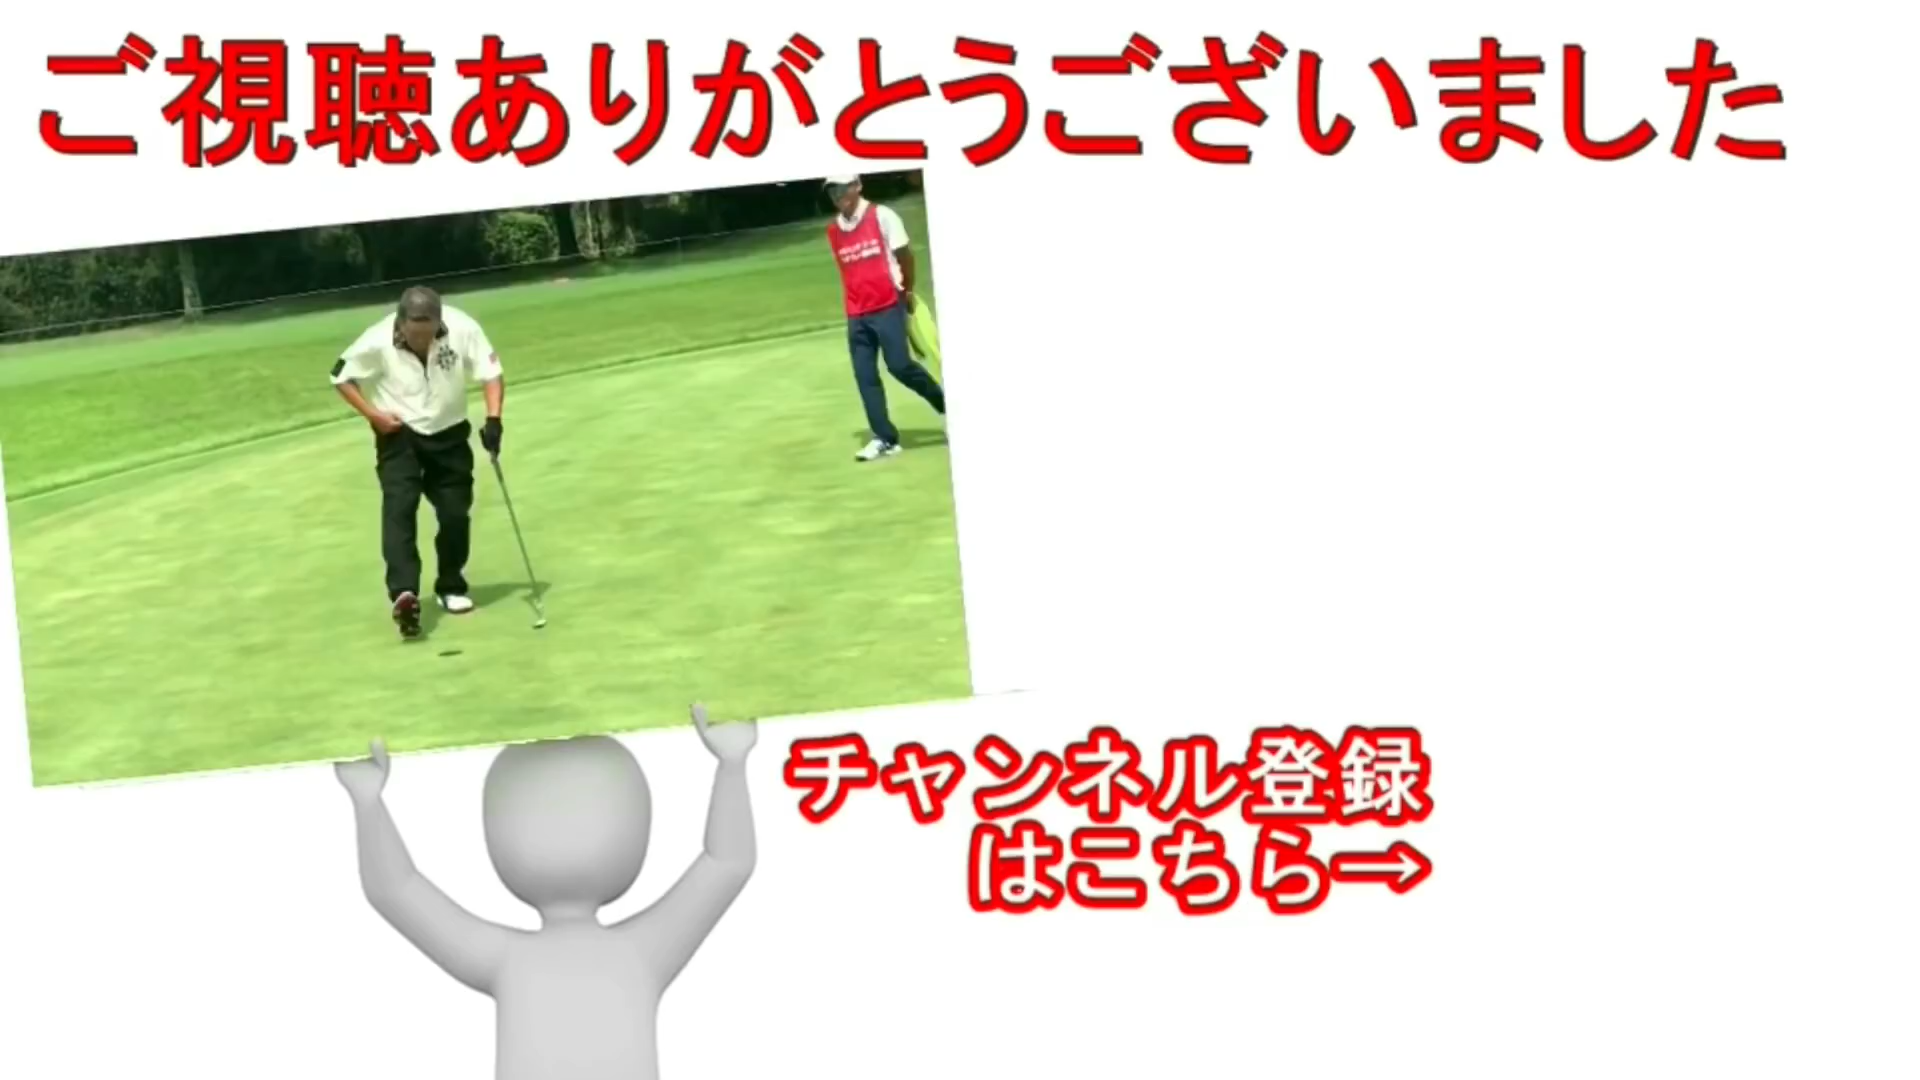 ご視聴ありがとうございました
チャンネル登録
はこちら→